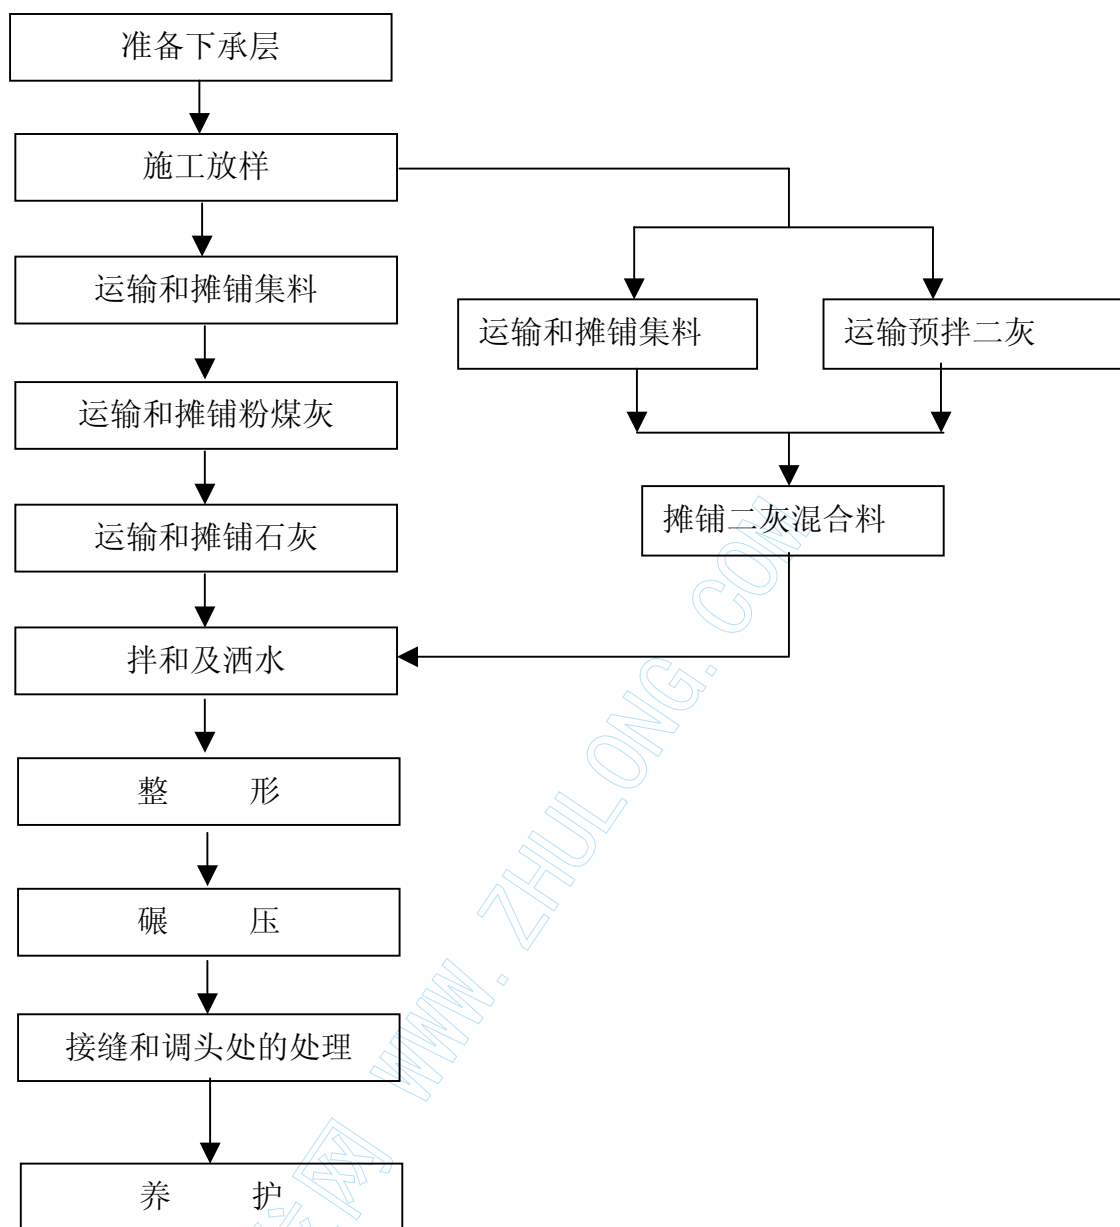 准备下承层
施工放样
运输和摊铺集料
运输和摊铺集料
运输预拌二灰
运输和摊铺粉煤灰
运输和摊铺石灰
摊铺二灰混合料
拌和及洒水
整 形
碾 压
接缝和调头处的处理
养 护
网 WWW.ZHULONG.COM